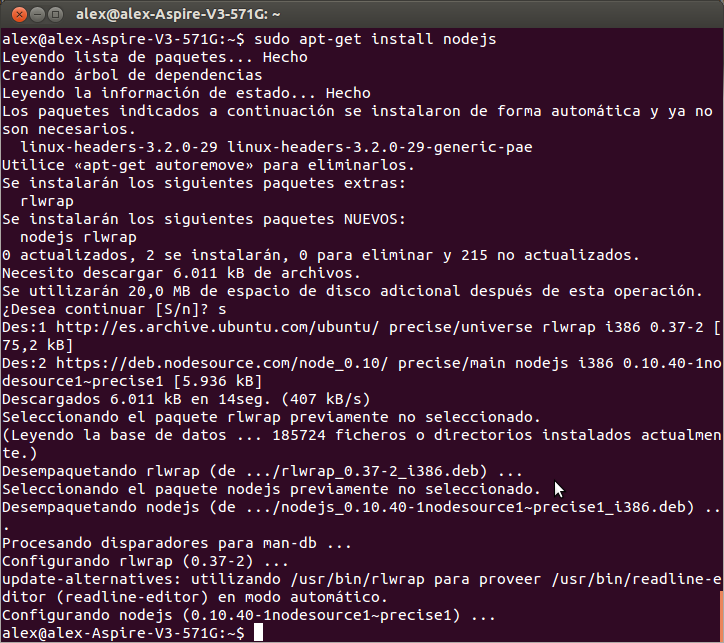 alex@alex-Aspire-V3-571G: ~
alex@alex-Aspire-V3-571G:~$ sudo apt-get install nodejs
Leyendo lista de paquetes... Hecho
Creando árbol de dependencias
Leyendo la información de estado... Hecho
Los paquetes indicados a continuación se instalaron de forma automática y ya no
son necesarios.
  linux-headers-3.2.0-29 linux-headers-3.2.0-29-generic-pae
Utilice «apt-get autoremove» para eliminarlos.
Se instalarán los siguientes paquetes extras:
  rlwrap
Se instalarán los siguientes paquetes NUEVOS:
  nodejs rlwrap
0 actualizados, 2 se instalarán, 0 para eliminar y 215 no actualizados.
Necesito descargar 6.011 kB de archivos.
Se utilizarán 20,0 MB de espacio de disco adicional después de esta operación.
¿Desea continuar [S/n]? s
Des:1 http://es.archive.ubuntu.com/ubuntu/ precise/universe rlwrap i386 0.37-2 [
75,2 kB]
Des:2 https://deb.nodesource.com/node_0.10/ precise/main nodejs i386 0.10.40-1no
desource1~precise1 [5.936 kB]
Descargados 6.011 kB en 14seg. (407 kB/s)
Seleccionando el paquete rlwrap previamente no seleccionado.
(Leyendo la base de datos ... 185724 ficheros o directorios instalados actualmen
te.)
Desempaquetando rlwrap (de .../rlwrap_0.37-2_i386.deb) ...
Seleccionando el paquete nodejs previamente no seleccionado.
Desempaquetando nodejs (de .../nodejs_0.10.40-1nodesource1~precise1_i386.deb) ..
.
Procesando disparadores para man-db ...
Configurando rlwrap (0.37-2) ...
update-alternatives: utilizando /usr/bin/rlwrap para proveer /usr/bin/readline-e
ditor (readline-editor) en modo automático.
Configurando nodejs (0.10.40-1nodesource1~precise1) ...
alex@alex-Aspire-V3-571G:~$